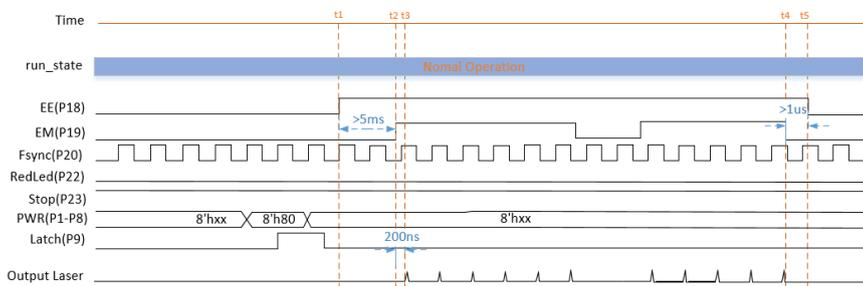 Time t1 t2 t3 t4 t5
run_state Nomal Operation
EE(P18) >1us
>5ms
EM(P19)
Fsync(P20)
RedLed(P22)
Stop(P23)
PWR(P1-P8) 8'hxx 8'h80 8'hxx
Latch(P9) 200ns
Output Laser